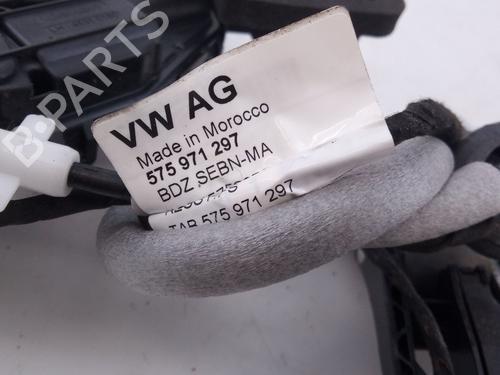 VW AG
Made in Morocco
575 971 297
BDZ SEBN-MA
TAB 575 971 297
B-PARTS